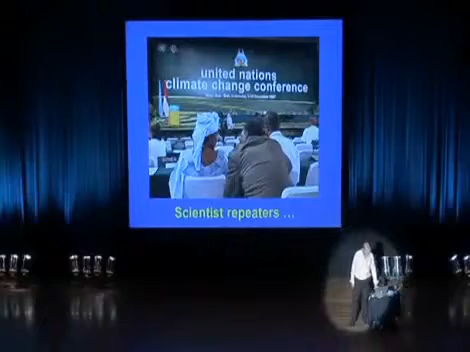 united nations
climate change conference
Scientist repeaters ...